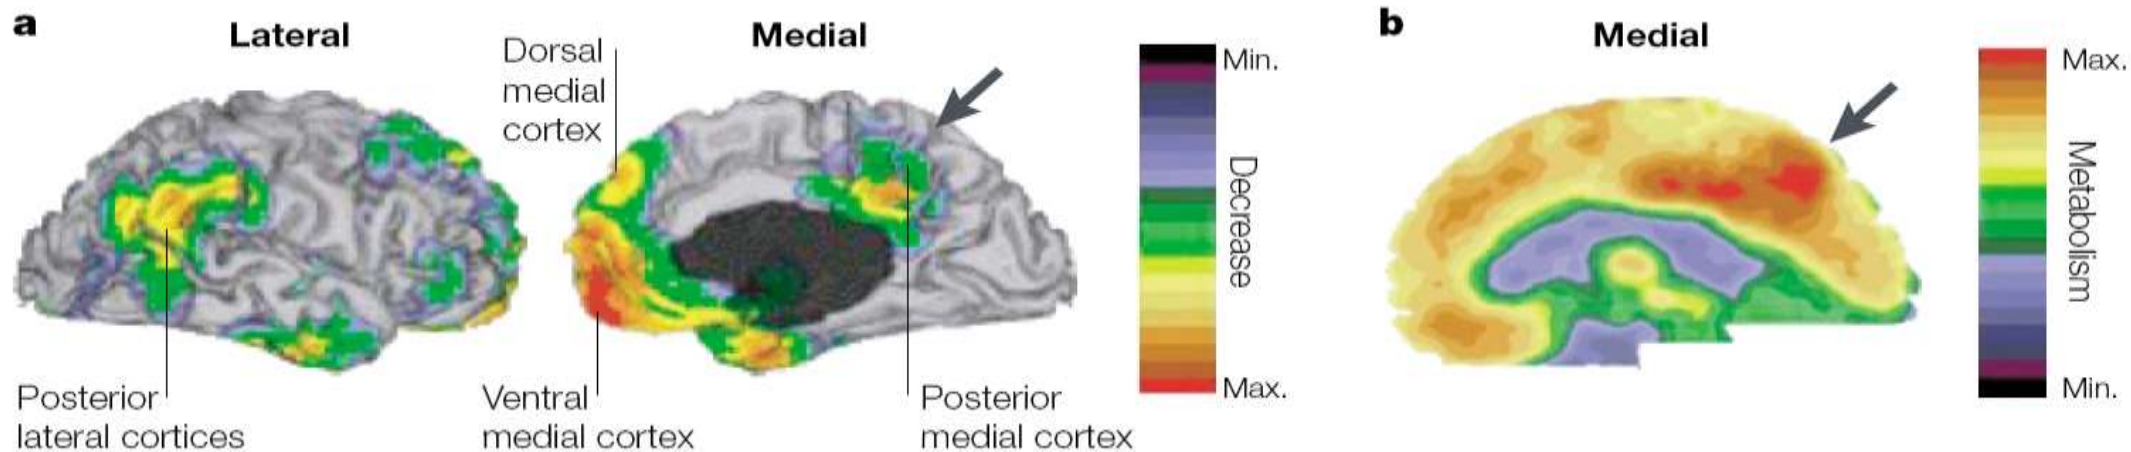 a
Lateral
Dorsal
medial
cortex
Medial
Min.
Decrease
Max.
Posterior
lateral cortices
Ventral
medial cortex
Posterior
medial cortex
b
Medial
Max.
Metabolism
Min.